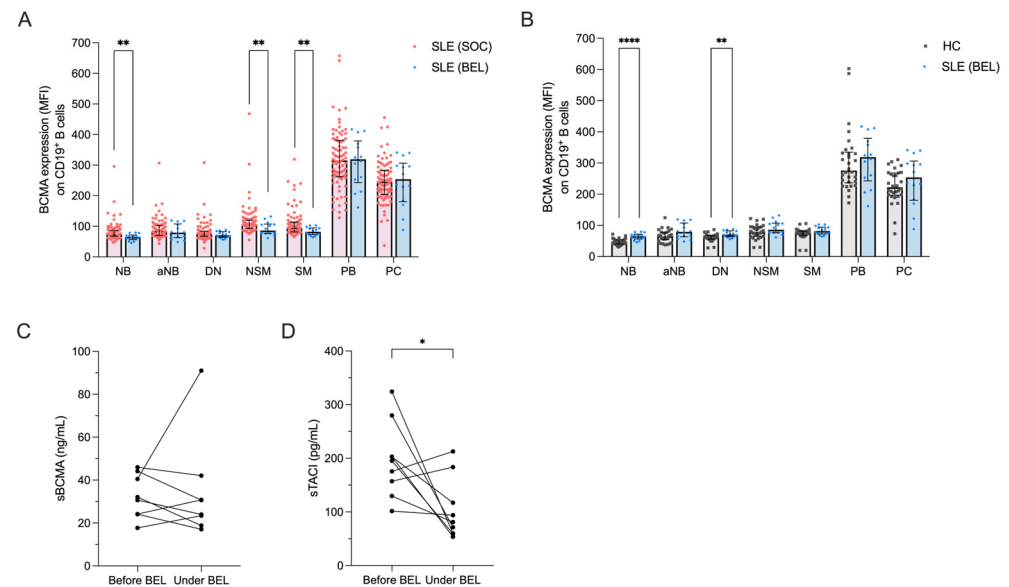 A
BCMA expression (MFI)
on CD19⁺ B cells
700
600
500
400
300
200
100
0
**
**
**
SLE (SOC)
SLE (BEL)
NB aNB DN NSM SM PB PC
B
BCMA expression (MFI)
on CD19⁺ B cells
700
600
500
400
300
200
100
0
****
**
HC
SLE (BEL)
NB aNB DN NSM SM PB PC
C
sBCMA (ng/mL)
100
80
60
40
20
0
Before BEL Under BEL
D
sTACI (pg/mL)
400
300
200
100
0
*
Before BEL Under BEL